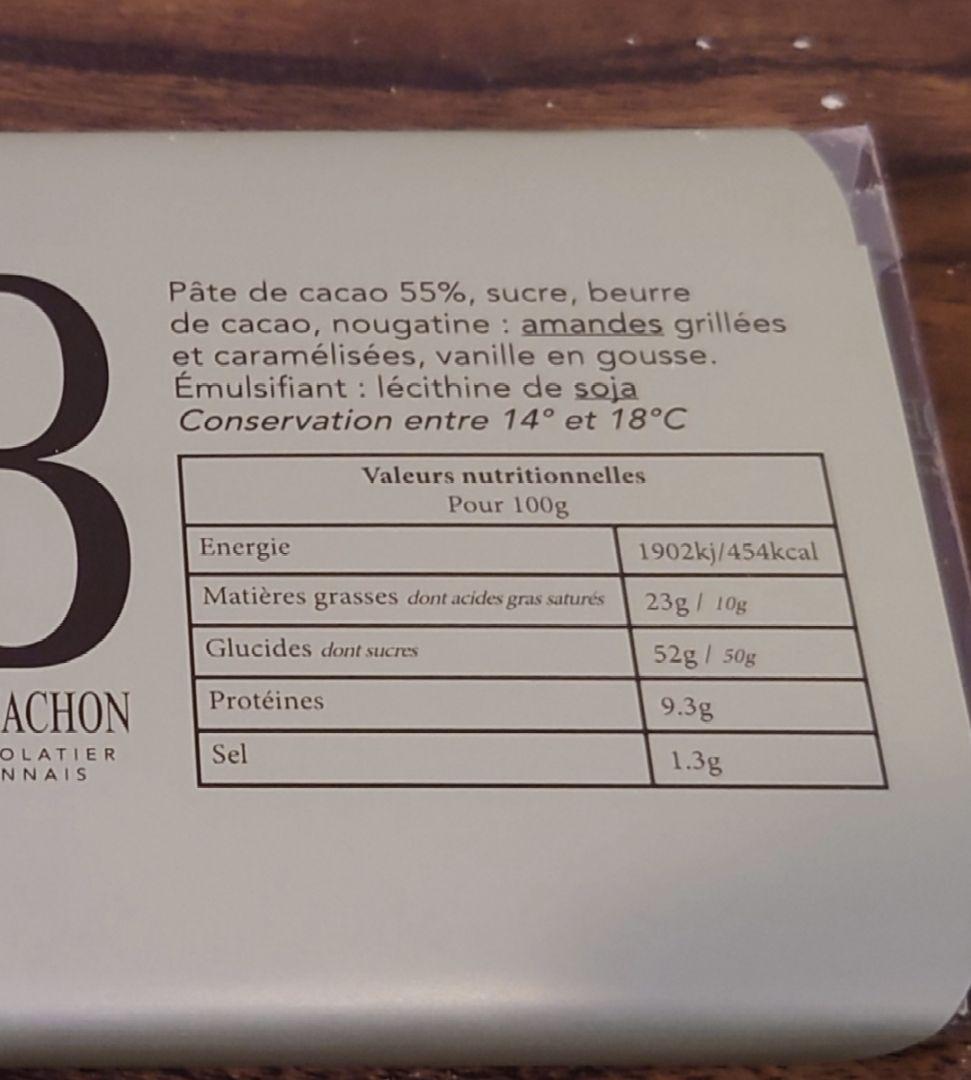 B
Pâte de cacao 55%, sucre, beurre
de cacao, nougatine : amandes grillées
et caramélisées, vanille en gousse.
Émulsifiant : lécithine de soja
Conservation entre 14° et 18°C
Valeurs nutritionnelles
Pour 100g
Energie 1902kj/454kcal
Matières grasses dont acides gras saturés 23g / 10g
Glucides dont sucres 52g / 50g
Protéines 9.3g
Sel 1.3g
ACHON
OLATIER
NNAIS